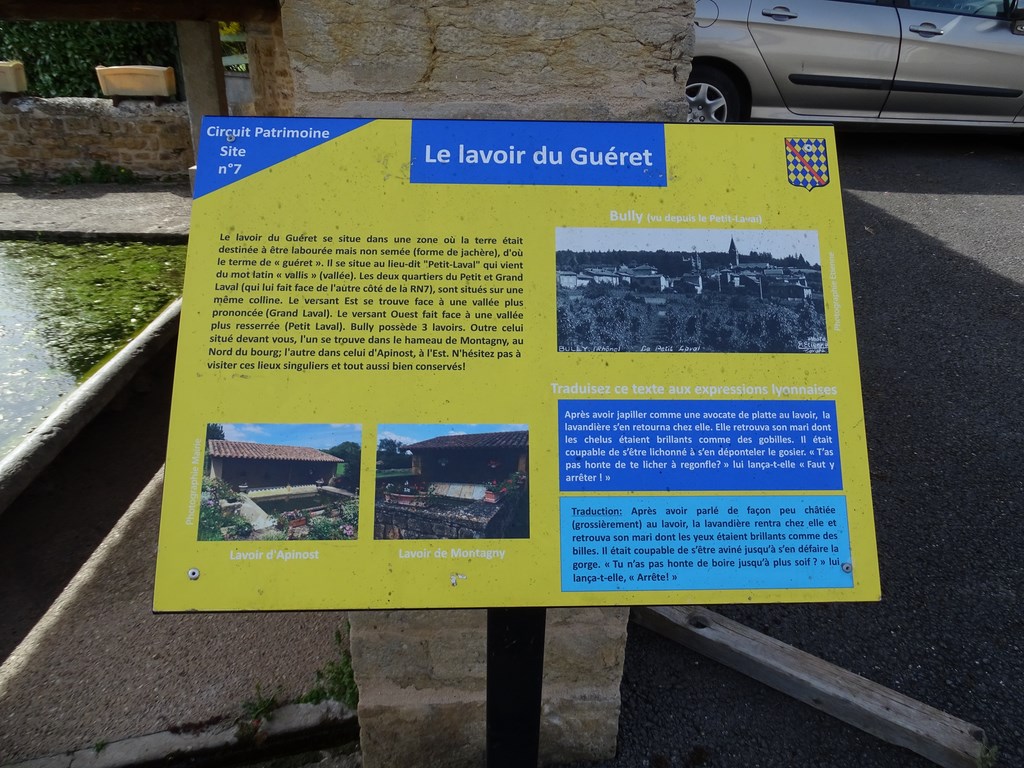 Circuit Patrimoine
Site
n°7
Le lavoir du Guéret
Le lavoir du Guéret se situe dans une zone où la terre était
destinée à être labourée mais non semée (forme de jachère), d'où
le terme de « guéret ». Il se situe au lieu-dit "Petit-Laval" qui vient
du mot latin « vallis » (vallée). Les deux quartiers du Petit et Grand
Laval (qui lui fait face de l'autre côté de la RN7), sont situés sur une
même colline. Le versant Est se trouve face à une vallée plus
prononcée (Grand Laval). Le versant Ouest fait face à une vallée
plus resserrée (Petit Laval). Bully possède 3 lavoirs. Outre celui
situé devant vous, l'un se trouve dans le hameau de Montagny, au
Nord du bourg; l'autre dans celui d'Apinost, à l'Est. N'hésitez pas à
visiter ces lieux singuliers et tout aussi bien conservés!
Photographie
Lavoir d'Apinost
Lavoir de Montagny
Bully (vu depuis le Petit-Laval)
BULLY (Rhône) Le Petit Laval
Photographie
Traduisez ce texte aux expressions lyonnaises
Après avoir japiller comme une avocate de platte au lavoir, la
lavandière s'en retourna chez elle. Elle retrouva son mari dont
les chelus étaient brillants comme des gobilles. Il était
coupable de s'être lichonné à s'en déponteler le gosier. « T'as
pas honte de te licher à regonfle? » lui lança-t-elle « Faut y
arrêter ! »
Traduction: Après avoir parlé de façon peu châtiée
(grossièrement) au lavoir, la lavandière rentra chez elle et
retrouva son mari dont les yeux étaient brillants comme des
billes. Il était coupable de s'être aviné jusqu'à s'en défaire la
gorge. « Tu n'as pas honte de boire jusqu'à plus soif ? » lui
lança-t-elle, « Arrête! »